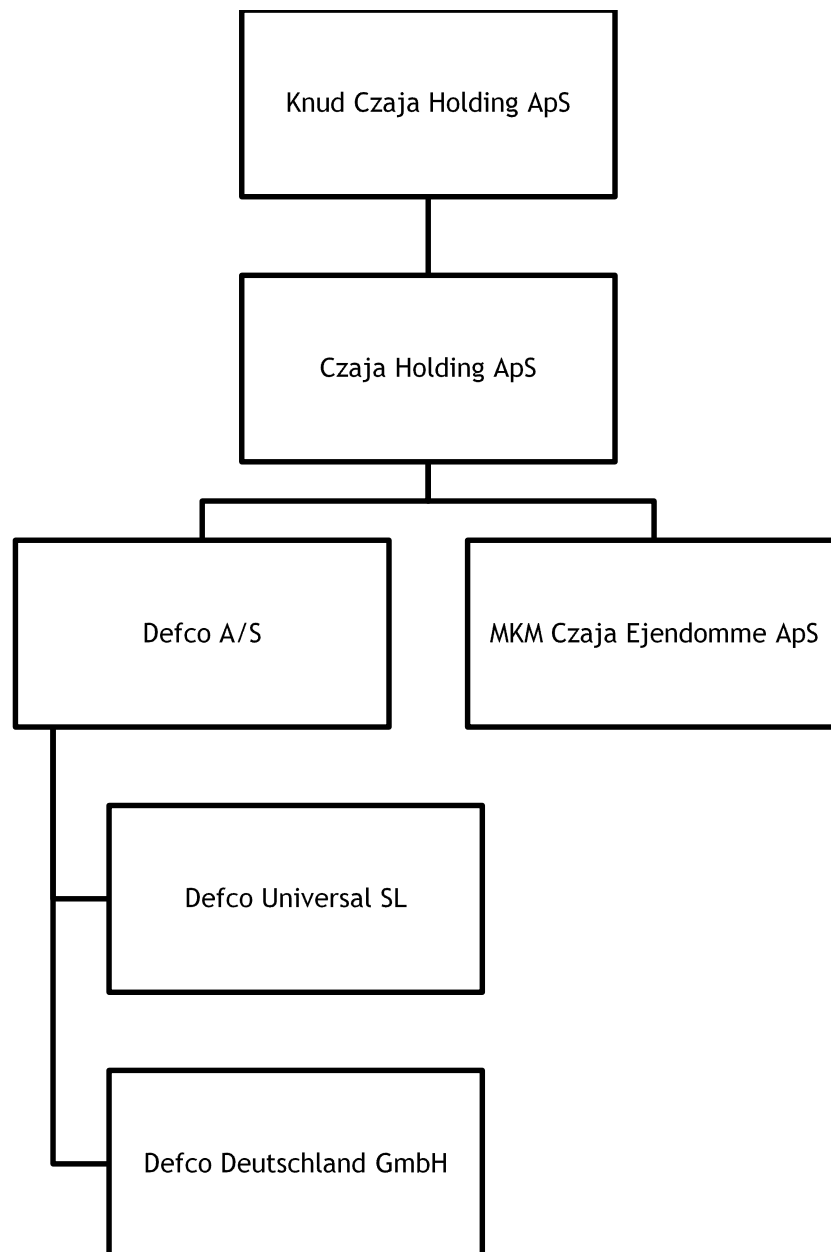 Knud Czaja Holding ApS
Czaja Holding ApS
Defco A/S
MKM Czaja Ejendomme ApS
Defco Universal SL
Defco Deutschland GmbH